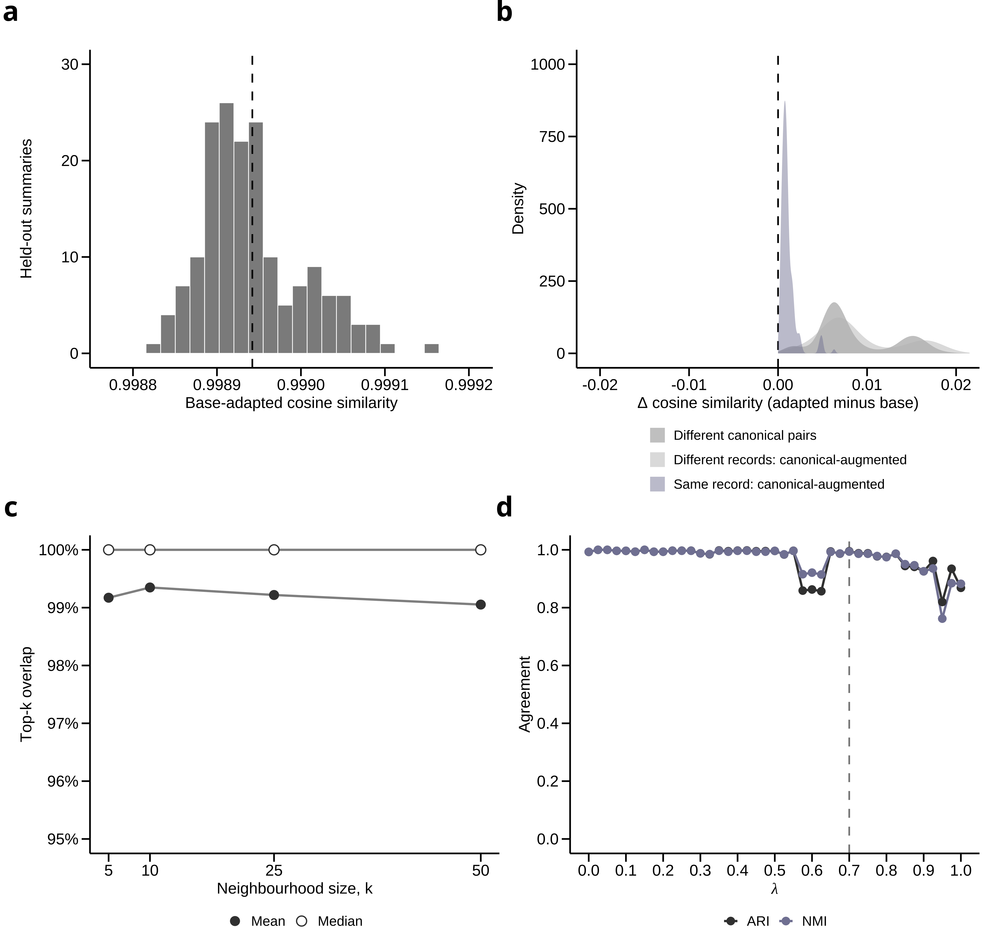 a
30
20
10
0
Held-out summaries
0.9988 0.9989 0.9990 0.9991 0.9992
Base-adapted cosine similarity
b
1000
750
500
250
0
Density
-0.02 -0.01 0.00 0.01 0.02
Δ cosine similarity (adapted minus base)
Different canonical pairs
Different records: canonical-augmented
Same record: canonical-augmented
c
100%
99%
98%
97%
96%
95%
Top-k overlap
5 10 25 50
Neighbourhood size, k
Mean Median
d
1.0
0.8
0.6
0.4
0.2
0.0
Agreement
0.0 0.1 0.2 0.3 0.4 0.5 0.6 0.7 0.8 0.9 1.0
λ
ARI NMI